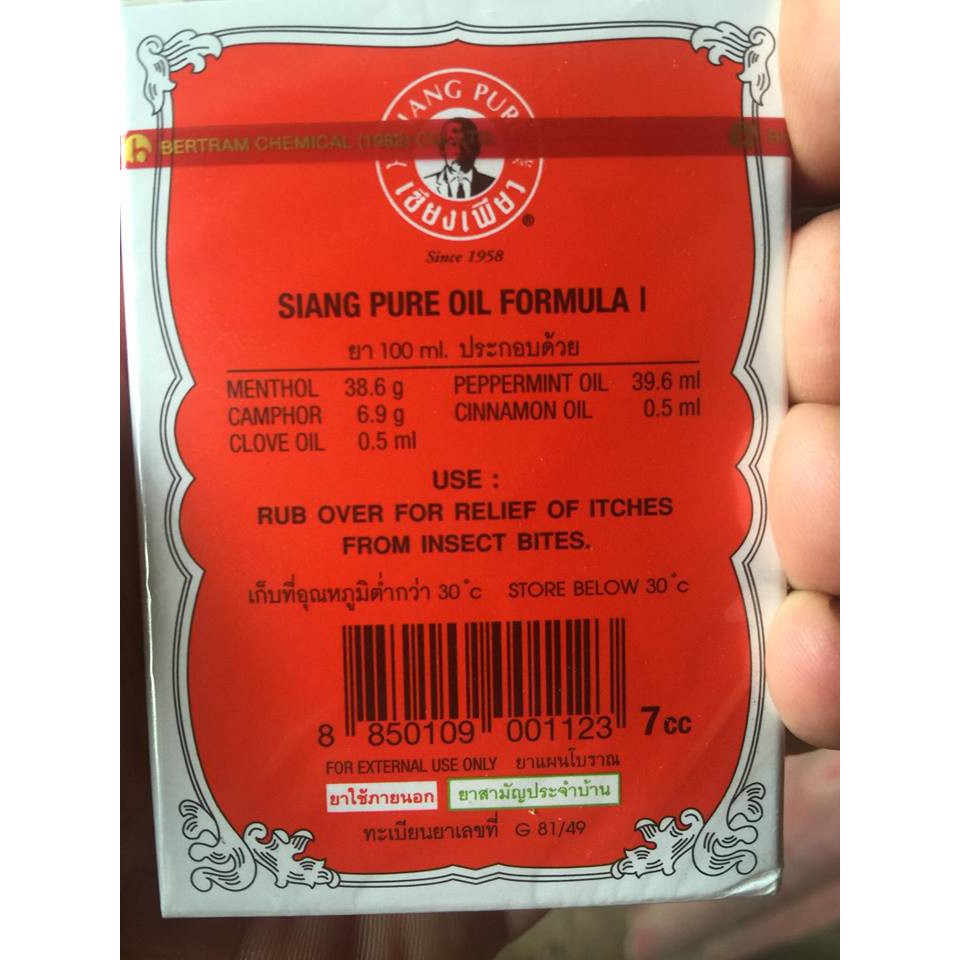 SIANG PURE
เซียงเพียว
®
BERTRAM CHEMICAL (1982)
Since 1958
SIANG PURE OIL FORMULA I
ยา 100 ml. ประกอบด้วย
MENTHOL 38.6 g PEPPERMINT OIL 39.6 ml
CAMPHOR 6.9 g CINNAMON OIL 0.5 ml
CLOVE OIL 0.5 ml
USE :
RUB OVER FOR RELIEF OF ITCHES
FROM INSECT BITES.
เก็บที่อุณหภูมิต่ำกว่า 30 °c STORE BELOW 30 °c
8 850109 001123 7 cc
FOR EXTERNAL USE ONLY ยาแผนโบราณ
ยาใช้ภายนอก ยาสามัญประจำบ้าน
ทะเบียนยาเลขที่ G 81/49